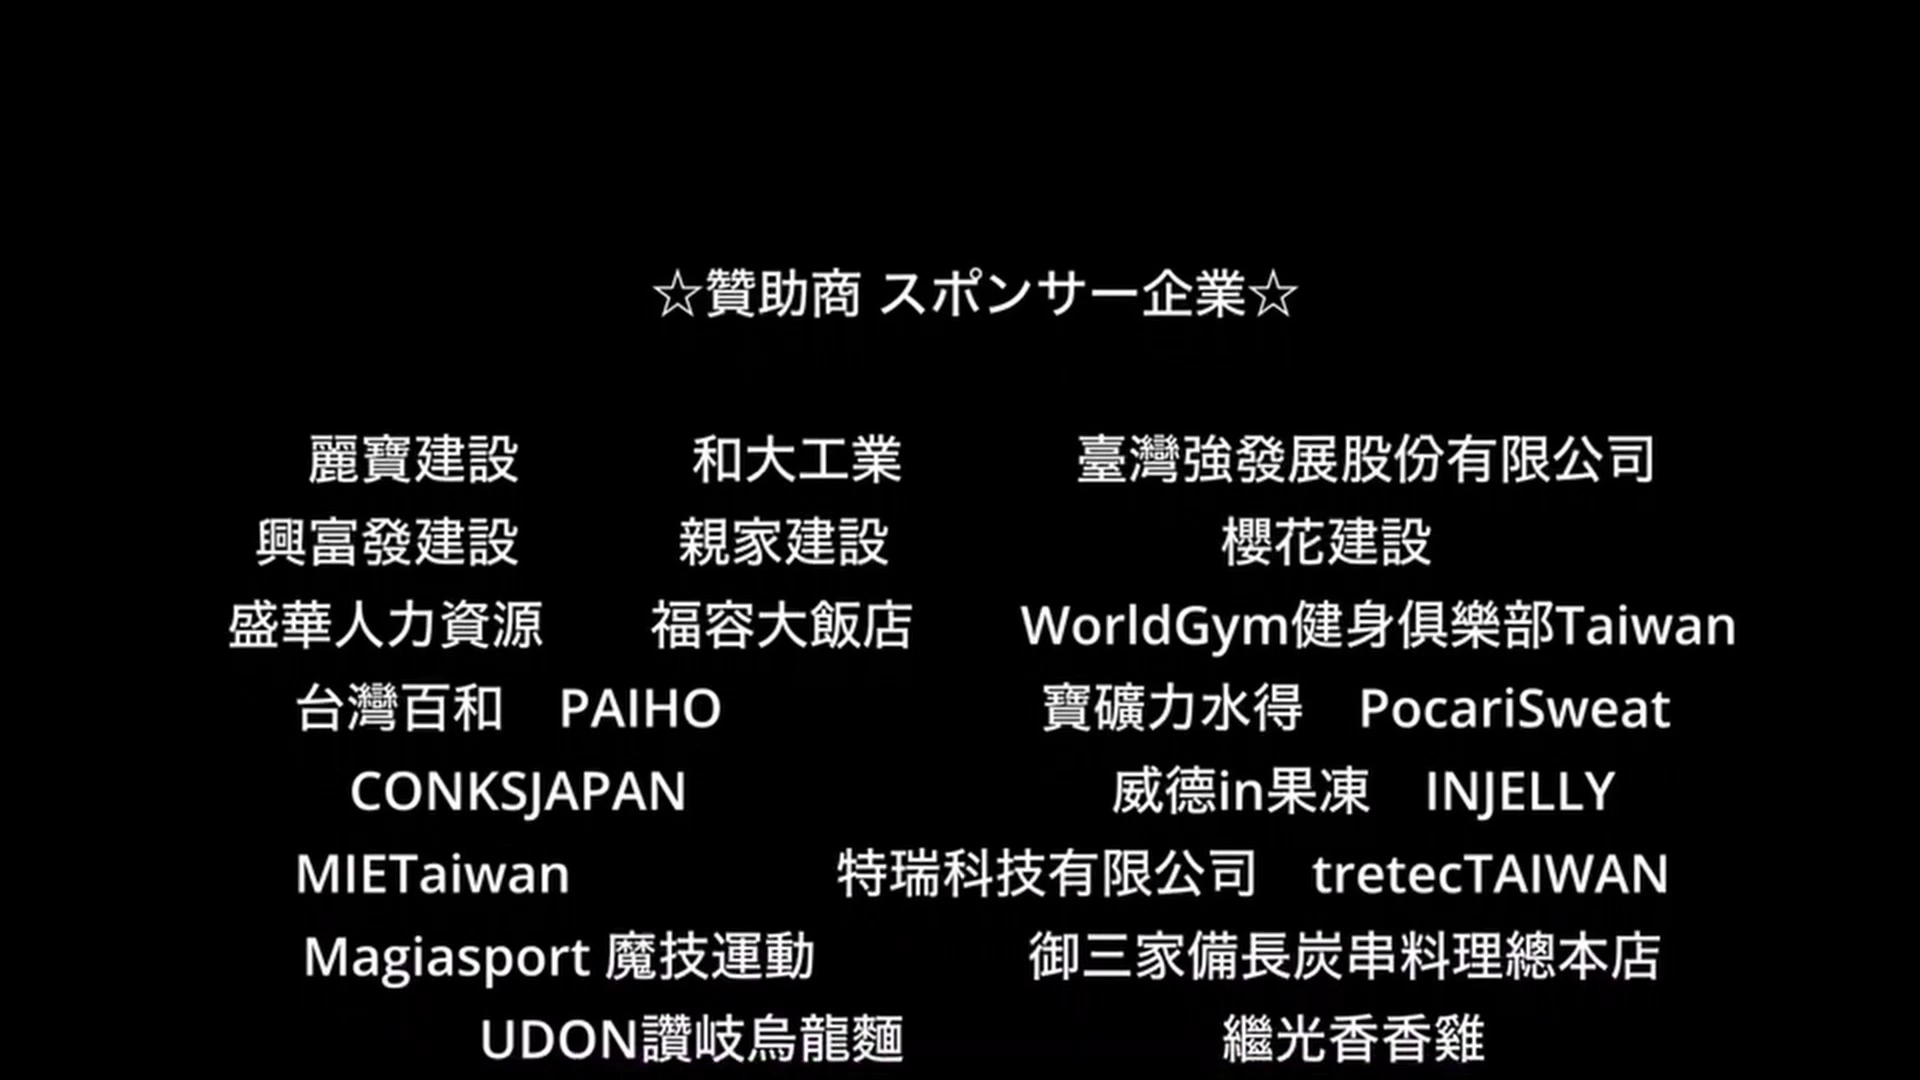 ☆贊助商 スポンサー企業☆
麗寶建設 和大工業 臺灣強發展股份有限公司
興富發建設 親家建設 櫻花建設
盛華人力資源 福容大飯店 WorldGym健身俱樂部Taiwan
台灣百和 PAIHO 寶礦力水得 PocariSweat
CONKSJAPAN 威德in果凍 INJELLY
MIETaiwan 特瑞科技有限公司 tretecTAIWAN
Magiasport 魔技運動 御三家備長炭串料理總本店
UDON讚岐烏龍麵 繼光香香雞